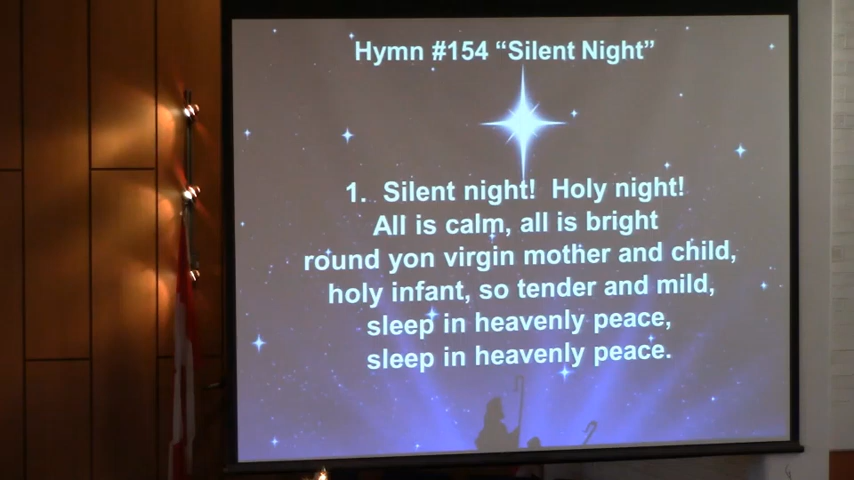 Hymn #154 “Silent Night”
1. Silent night! Holy night!
All is calm, all is bright
round yon virgin mother and child,
holy infant, so tender and mild,
sleep in heavenly peace,
sleep in heavenly peace.